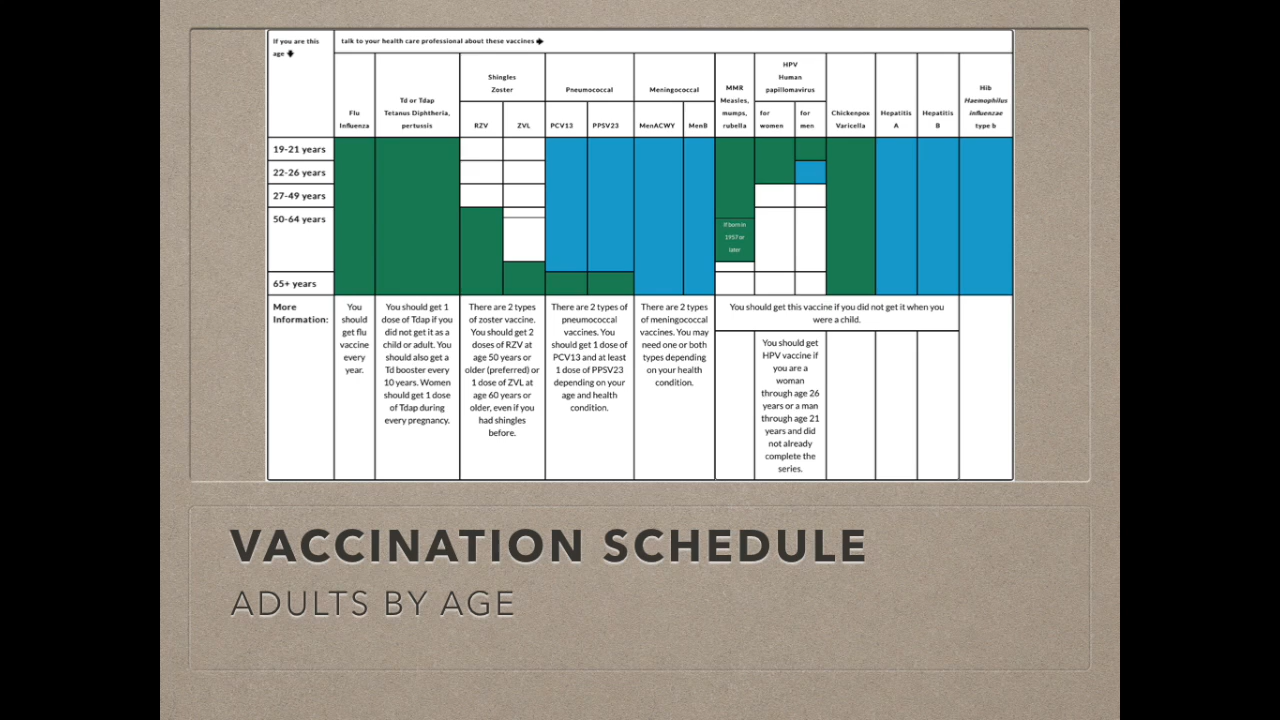 If you are this
age
talk to your health care professional about these vaccines
Flu
Influenza
Td or Tdap
Tetanus Diphtheria,
pertussis
Shingles
Zoster
RZV
ZVL
Pneumococcal
PCV13
PPSV23
Meningococcal
MenACWY
MenB
MMR
Measles,
mumps,
rubella
HPV
Human
papillomavirus
for
women
for
men
Chickenpox
Varicella
Hepatitis
A
Hepatitis
B
Hib
Haemophilus
influenzae
type b
19-21 years
22-26 years
27-49 years
50-64 years
If born in
1957 or
later
65+ years
More
Information:
You
should
get flu
vaccine
every
year.
You should get 1
dose of Tdap if you
did not get it as a
child or adult. You
should also get a
Td booster every
10 years. Women
should get 1 dose
of Tdap during
every pregnancy.
There are 2 types
of zoster vaccine.
You should get 2
doses of RZV at
age 50 years or
older (preferred) or
1 dose of ZVL at
age 60 years or
older, even if you
had shingles
before.
There are 2 types of
pneumococcal
vaccines. You
should get 1 dose of
PCV13 and at least
1 dose of PPSV23
depending on your
age and health
condition.
There are 2 types
of meningococcal
vaccines. You may
need one or both
types depending
on your health
condition.
You should get this vaccine if you did not get it when you
were a child.
You should get
HPV vaccine if
you are a
woman
through age 26
years or a man
through age 21
years and did
not already
complete the
series.
VACCINATION SCHEDULE
ADULTS BY AGE